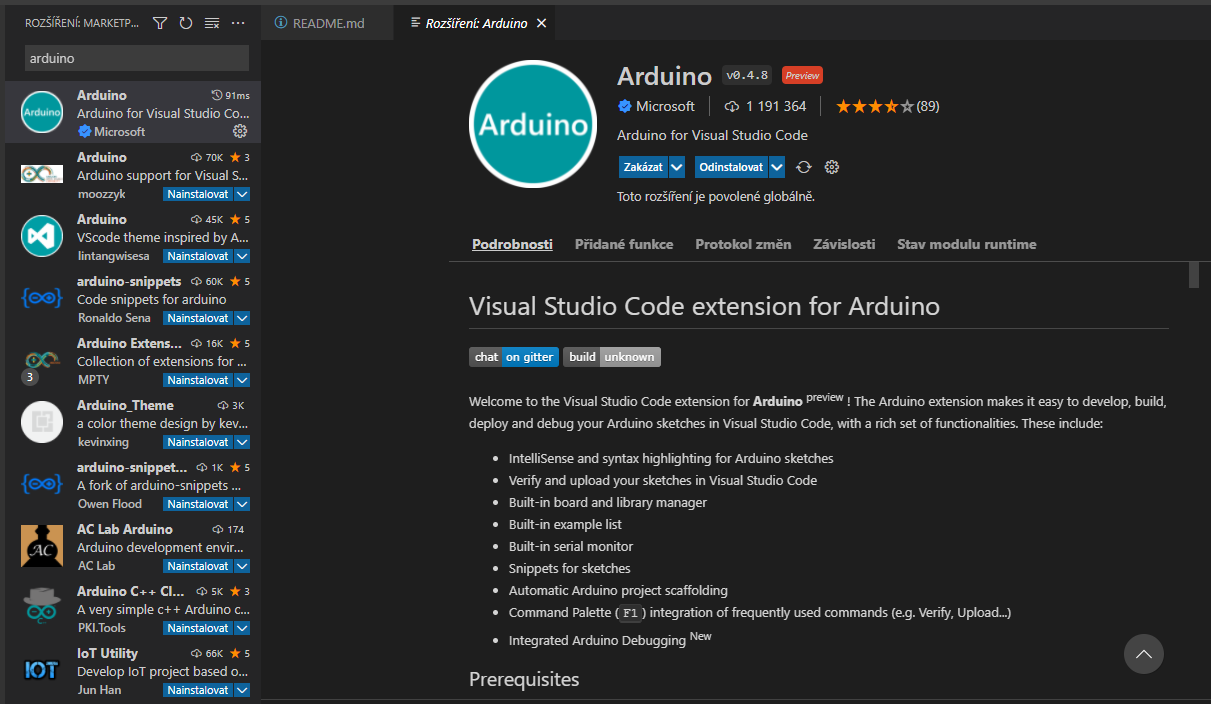 ROZŠÍŘENÍ: MARKETP...
arduino
Arduino
Arduino 91ms
Arduino for Visual Studio Co...
Microsoft
Arduino 70K 3
Arduino support for Visual S...
moozzyk Nainstalovat
Arduino 45K 5
VScode theme inspired by A...
lintangwisesa Nainstalovat
arduino-snippets 60K 5
Code snippets for arduino
Ronaldo Sena Nainstalovat
Arduino Extens... 16K 5
Collection of extensions for ...
3 MPTY Nainstalovat
Arduino_Theme 3K
a color theme design by kev...
kevinxing Nainstalovat
arduino-snippet... 1K 5
A fork of arduino-snippets ...
Owen Flood Nainstalovat
AC Lab Arduino 174
AC
Arduino development envir...
AC Lab Nainstalovat
Arduino C++ Cl... 5K 3
A very simple c++ Arduino c...
PKI.Tools Nainstalovat
IoT Utility 66K 5
IOT
Develop IoT project based o...
Jun Han Nainstalovat
README.md
Rozšíření: Arduino
Arduino
Arduino v0.4.8 Preview
Microsoft 1 191 364 (89)
Arduino for Visual Studio Code
Zakázat Odinstalovat
Toto rozšíření je povolené globálně.
Podrobnosti Přidané funkce Protokol změn Závislosti Stav modulu runtime
Visual Studio Code extension for Arduino
chat on gitter build unknown
Welcome to the Visual Studio Code extension for Arduino preview ! The Arduino extension makes it easy to develop, build,
deploy and debug your Arduino sketches in Visual Studio Code, with a rich set of functionalities. These include:
• IntelliSense and syntax highlighting for Arduino sketches
• Verify and upload your sketches in Visual Studio Code
• Built-in board and library manager
• Built-in example list
• Built-in serial monitor
• Snippets for sketches
• Automatic Arduino project scaffolding
• Command Palette (F1) integration of frequently used commands (e.g. Verify, Upload...)
• Integrated Arduino Debugging New
Prerequisites